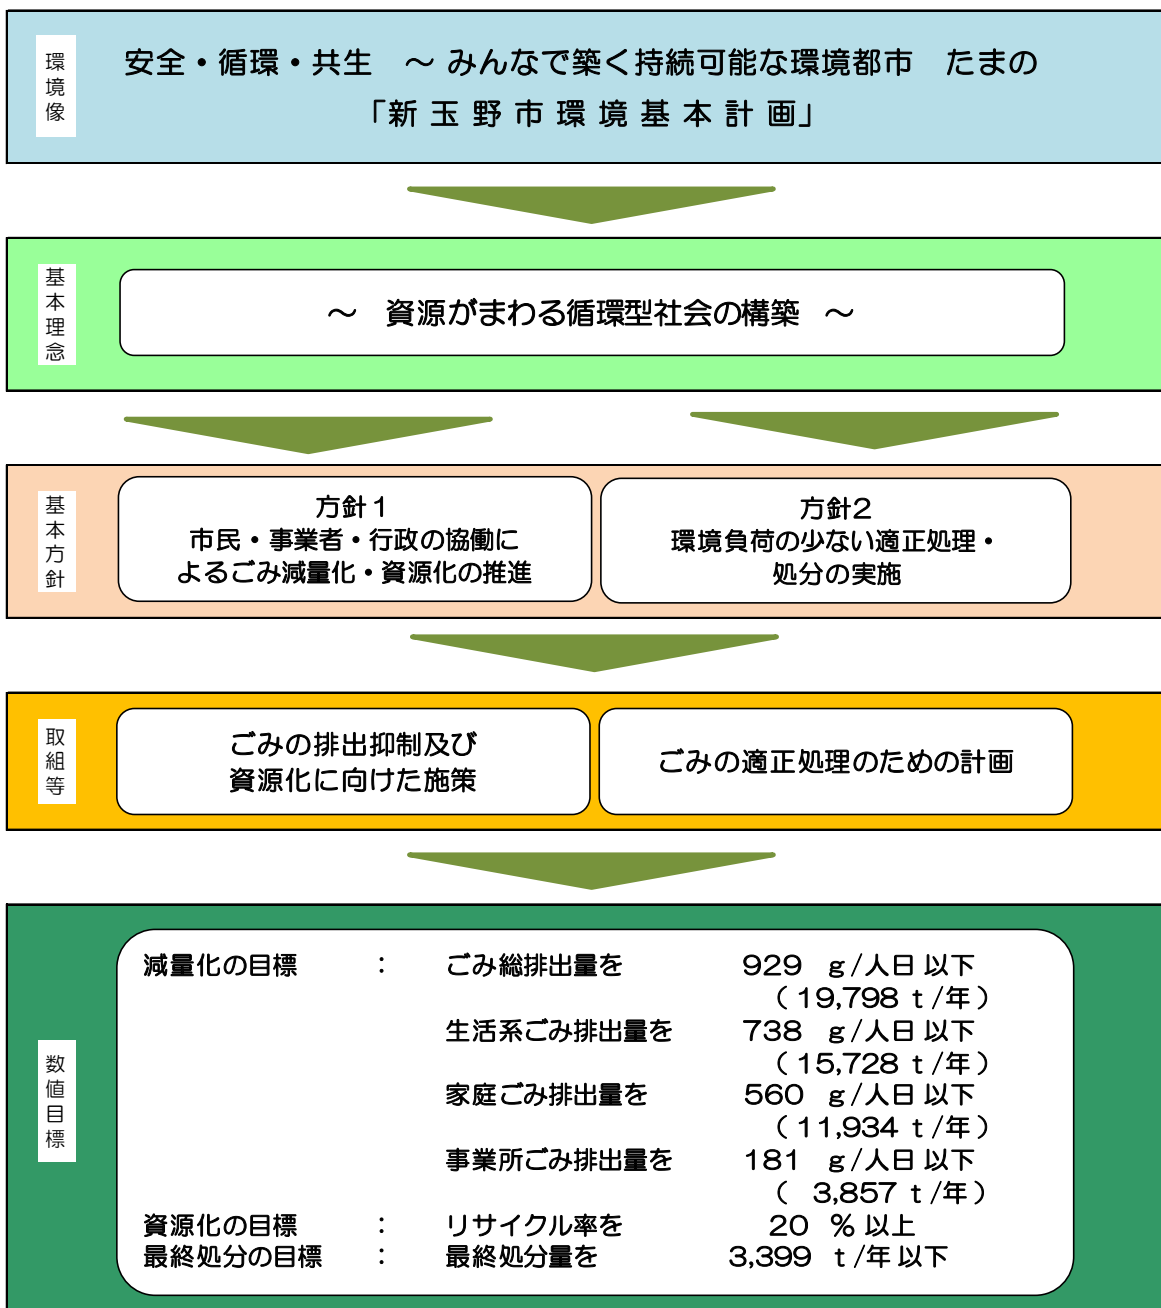 環境像
安全・循環・共生　～ みんなで築く持続可能な環境都市　たまの
「新 玉 野 市 環 境 基 本 計 画」
基本理念
～　資源がまわる循環型社会の構築　～
基本方針
方針１
市民・事業者・行政の協働に
よるごみ減量化・資源化の推進
方針2
環境負荷の少ない適正処理・
処分の実施
取組等
ごみの排出抑制及び
資源化に向けた施策
ごみの適正処理のための計画
数値目標
減量化の目標　：　ごみ総排出量を　929　g/人日 以下
（ 19,798 t /年 ）
生活系ごみ排出量を　738　g/人日 以下
（ 15,728 t /年 ）
家庭ごみ排出量を　560　g/人日 以下
（ 11,934 t /年 ）
事業所ごみ排出量を　181　g/人日 以下
（ 3,857 t /年 ）
資源化の目標　：　リサイクル率を　20　% 以上
最終処分の目標　：　最終処分量を　3,399　t /年 以下